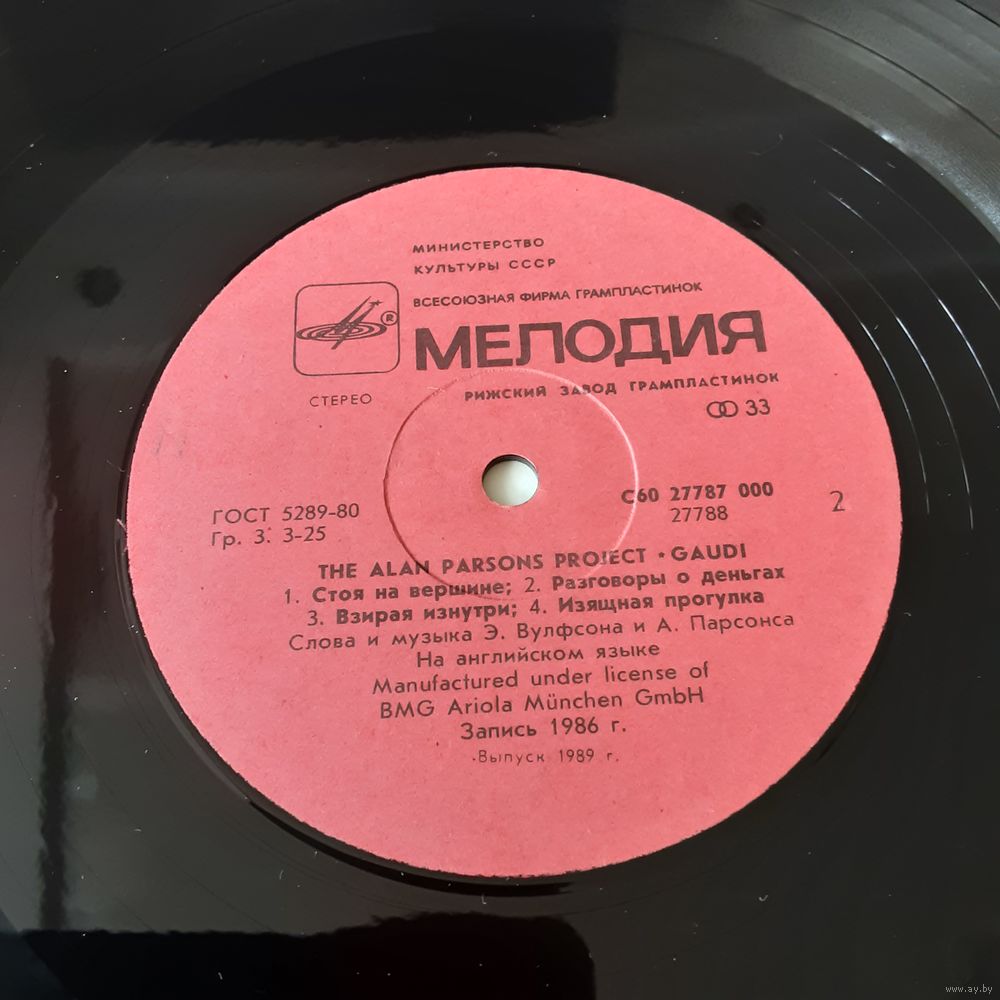 МИНИСТЕРСТВО
КУЛЬТУРЫ СССР
ВСЕСОЮЗНАЯ ФИРМА ГРАМПЛАСТИНОК
®
МЕЛОДИЯ
СТЕРЕО
РИЖСКИЙ ЗАВОД ГРАМПЛАСТИНОК
33
ГОСТ 5289-80
Гр. 3. 3-25
С60 27787 000
27788
2
THE ALAN PARSONS PROJECT • GAUDI
1. Стоя на вершине; 2. Разговоры о деньгах
3. Взирая изнутри; 4. Изящная прогулка
Слова и музыка Э. Вулфсона и А. Парсонса
На английском языке
Manufactured under license of
BMG Ariola München GmbH
Запись 1986 г.
Выпуск 1989 г.
www.ay.by